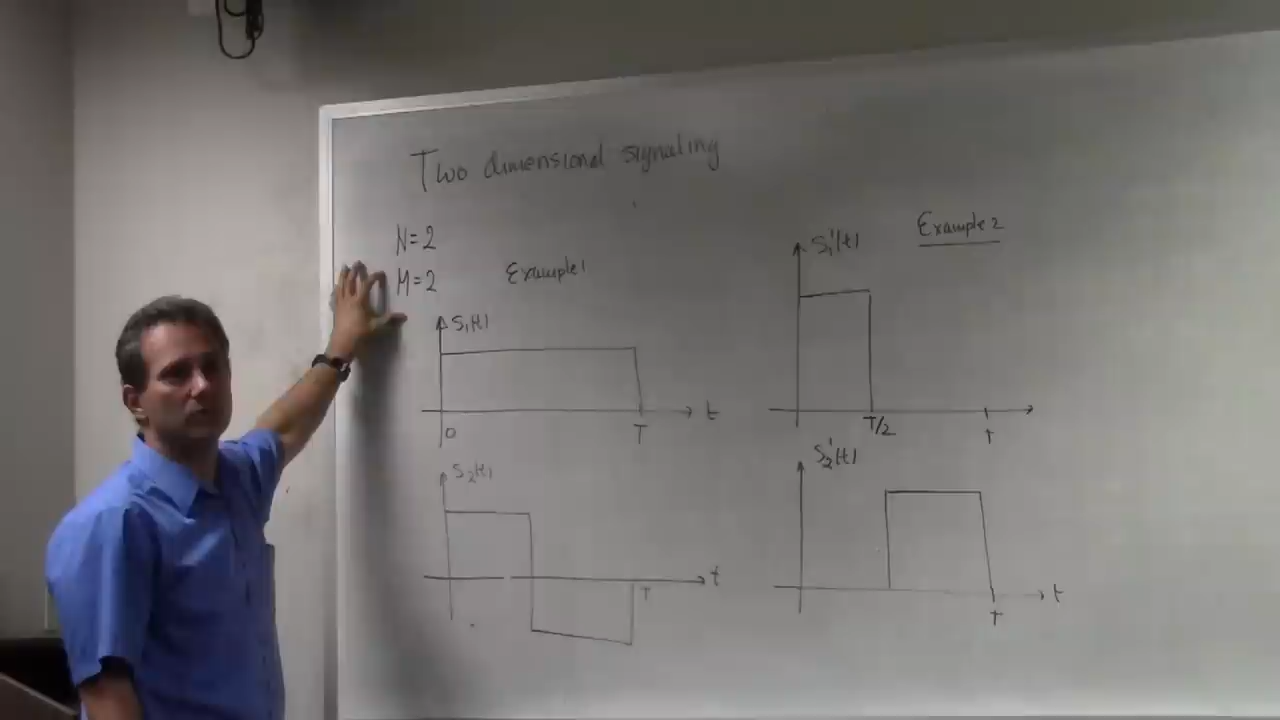 Two dimensional signaling
N=2
M=2
Example 1
S₁(t)
0
T
t
S₂(t)
T
t
Example 2
S₁'(t)
T/2
T
S₂'(t)
T
t